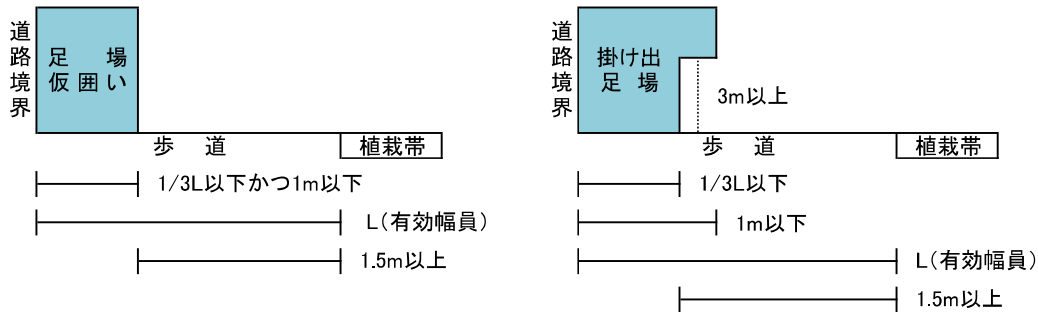 道路境界
足場
仮囲い
歩道
植栽帯
1/3L以下かつ1m以下
L(有効幅員)
1.5m以上
道路境界
掛け出
足場
3m以上
歩道
植栽帯
1/3L以下
1m以下
L(有効幅員)
1.5m以上